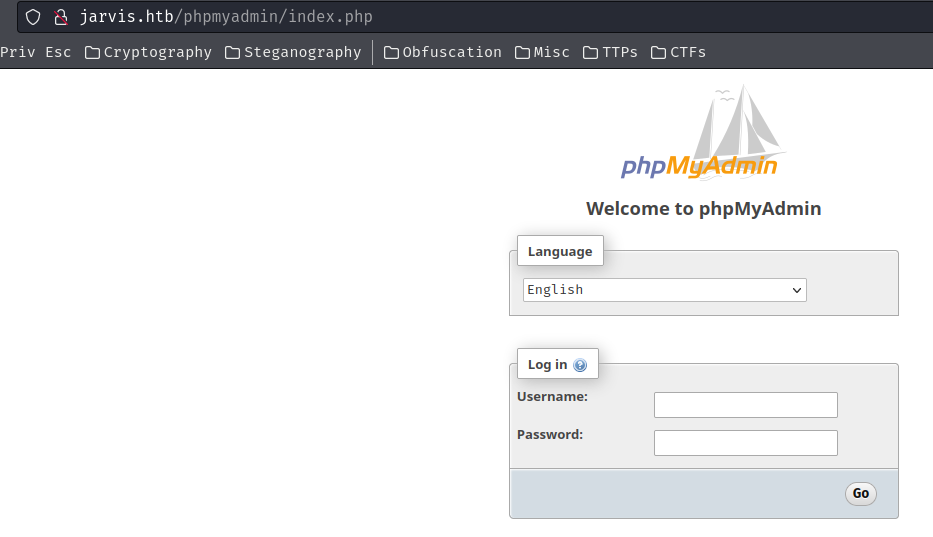 jarvis.htb/phpmyadmin/index.php
Priv Esc Cryptography Steganography Obfuscation Misc TTPs CTFs
phpMyAdmin
Welcome to phpMyAdmin
Language
English
Log in
Username:
Password:
Go